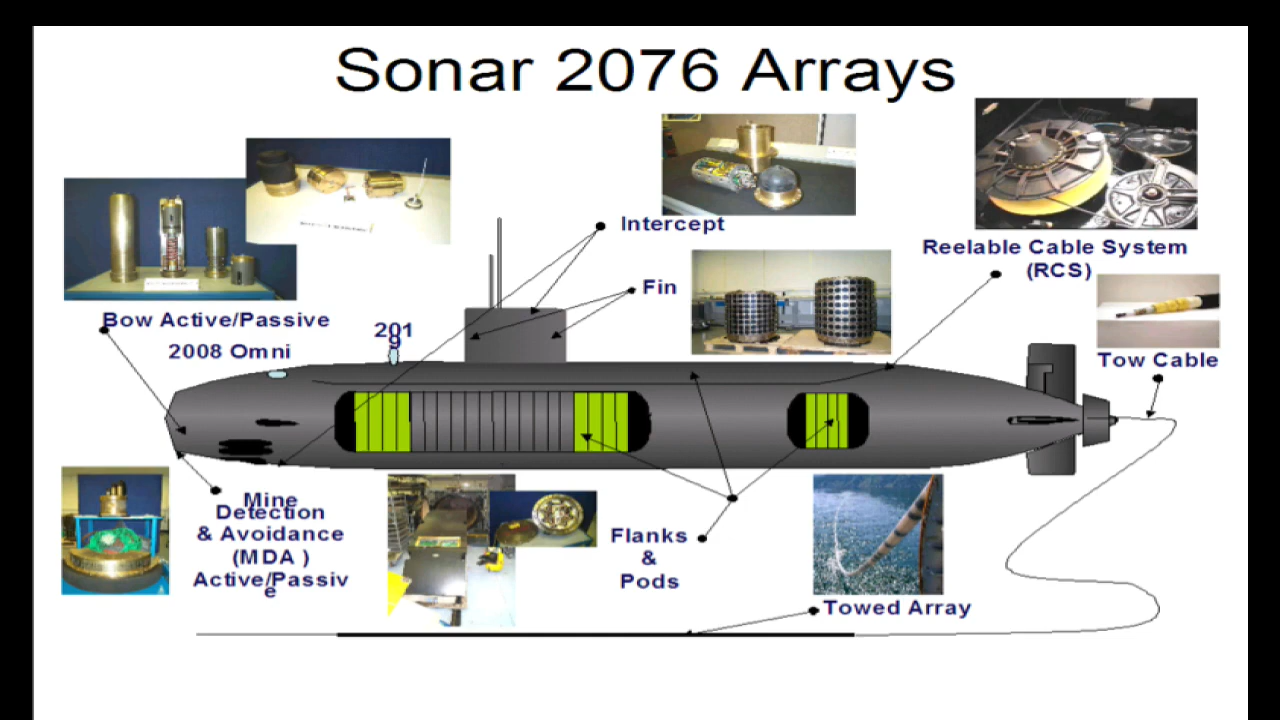 Sonar 2076 Arrays
Intercept
Reelable Cable System
(RCS)
Fin
Bow Active/Passive
2008 Omni
201
9
Tow Cable
Mine
Detection
& Avoidance
(MDA )
Active/Passiv
e
Flanks
&
Pods
Towed Array